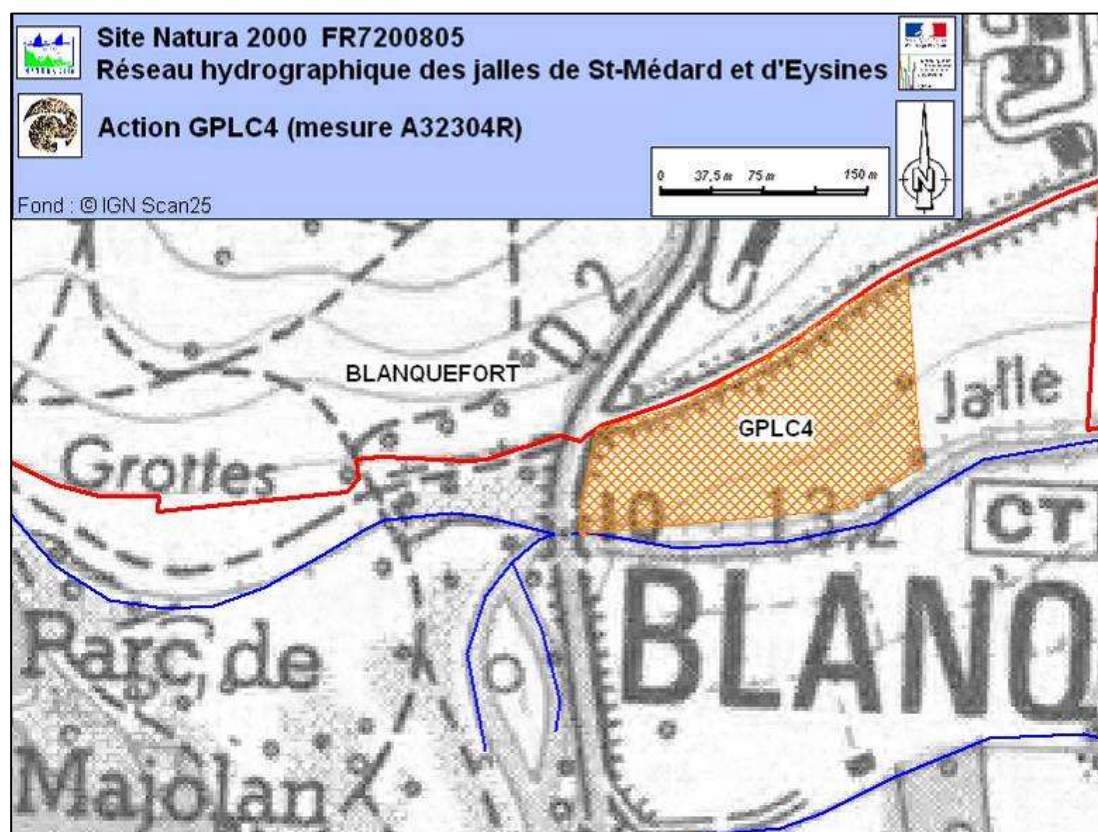 Site Natura 2000 FR7200805
Réseau hydrographique des jalles de St-Médard et d'Eysines
Action GPLC4 (mesure A32304R)
0 37,5 m 75 m 150 m
N
Fond : © IGN Scan25
D.2
BLANQUEFORT
Jalle
GPLC4
Grottes
10
13,2
CT
BLANQ
Parc de
Majolan